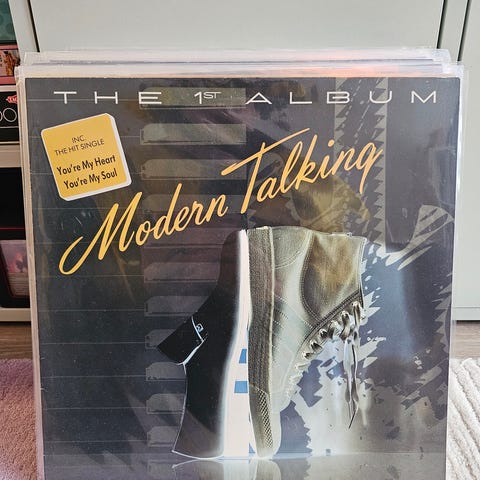 THE 1ST ALBUM
INC.
THE HIT SINGLE
You're My Heart
You're My Soul
Modern Talking